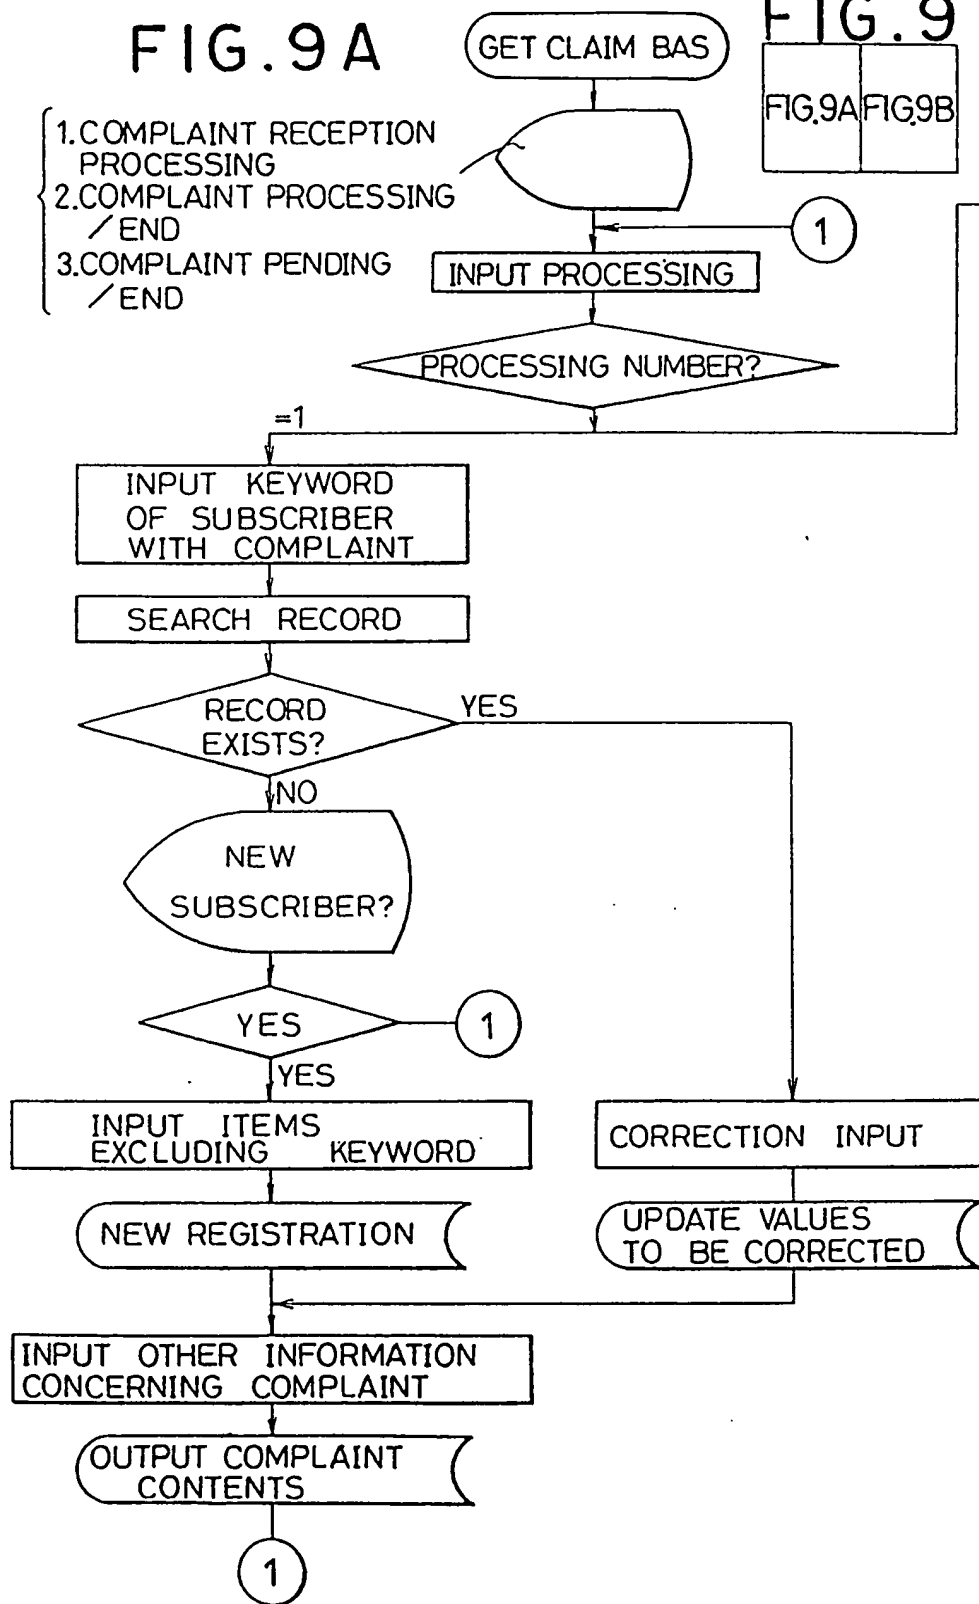 FIG.9A
GET CLAIM BAS
FIG.9
FIG.9A
FIG.9B
1.COMPLAINT RECEPTION
PROCESSING
2.COMPLAINT PROCESSING
/END
3.COMPLAINT PENDING
/END
1
INPUT PROCESSING
PROCESSING NUMBER?
=1
INPUT KEYWORD
OF SUBSCRIBER
WITH COMPLAINT
SEARCH RECORD
RECORD
EXISTS?
YES
NO
NEW
SUBSCRIBER?
YES
1
YES
INPUT ITEMS
EXCLUDING KEYWORD
CORRECTION INPUT
NEW REGISTRATION
UPDATE VALUES
TO BE CORRECTED
INPUT OTHER INFORMATION
CONCERNING COMPLAINT
OUTPUT COMPLAINT
CONTENTS
1